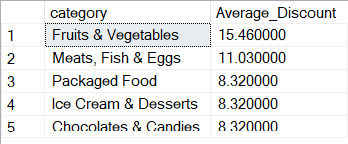 category Average_Discount
1 Fruits & Vegetables 15.460000
2 Meats, Fish & Eggs 11.030000
3 Packaged Food 8.320000
4 Ice Cream & Desserts 8.320000
5 Chocolates & Candies 8.320000